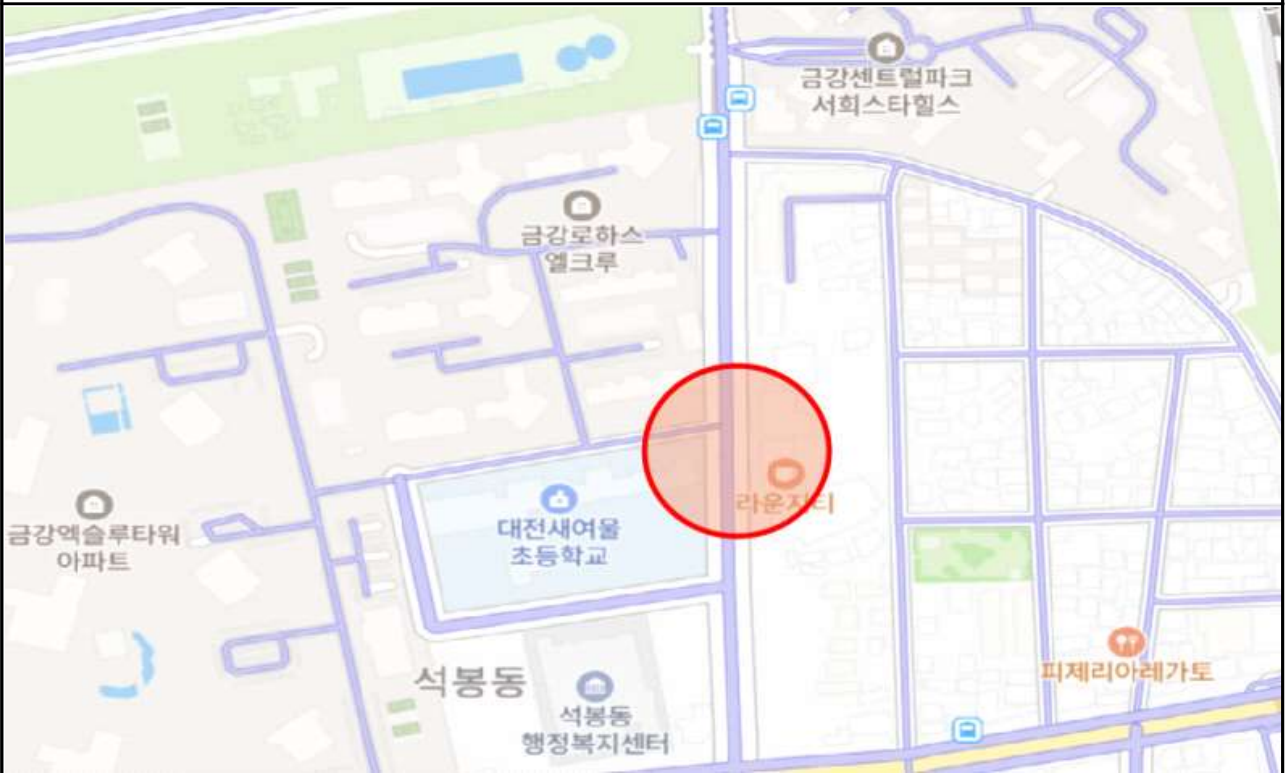 금강센트럴파크
서희스타힐스
금강로하스
엘크루
라운지티
금강엑슬루타워
아파트
대전새여울
초등학교
피제리아레가토
석봉동
석봉동
행정복지센터